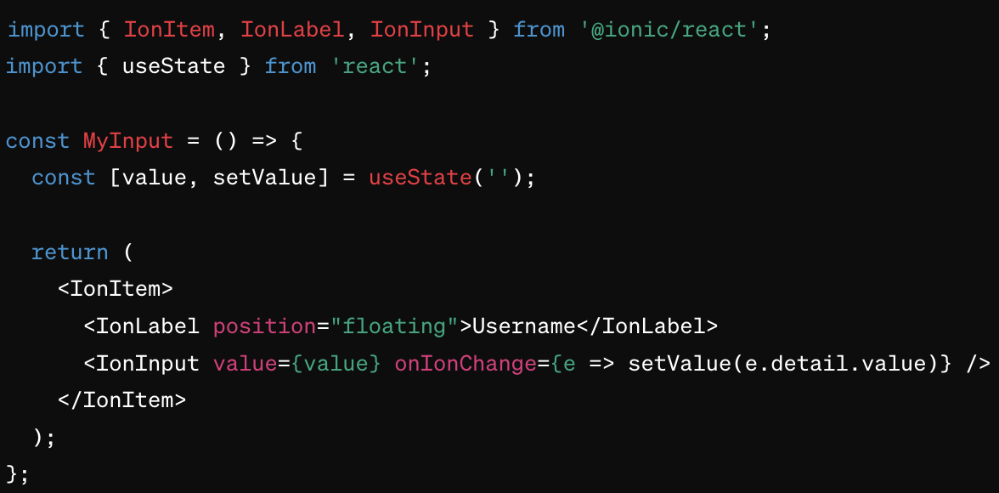 import { IonItem, IonLabel, IonInput } from '@ionic/react';
import { useState } from 'react';
const MyInput = () => {
const [value, setValue] = useState('');
return (
<IonItem>
<IonLabel position="floating">Username</IonLabel>
<IonInput value={value} onIonChange={e => setValue(e.detail.value)} />
</IonItem>
);
};